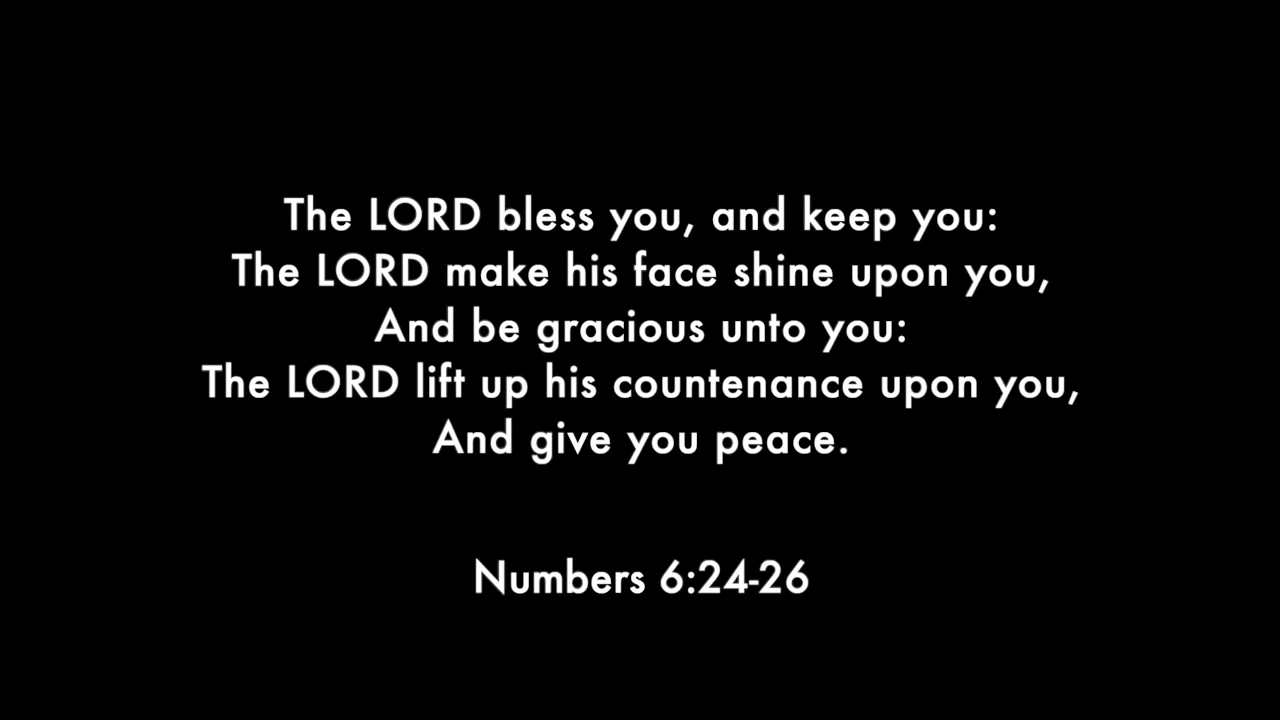 The LORD bless you, and keep you:
The LORD make his face shine upon you,
And be gracious unto you:
The LORD lift up his countenance upon you,
And give you peace.
Numbers 6:24-26